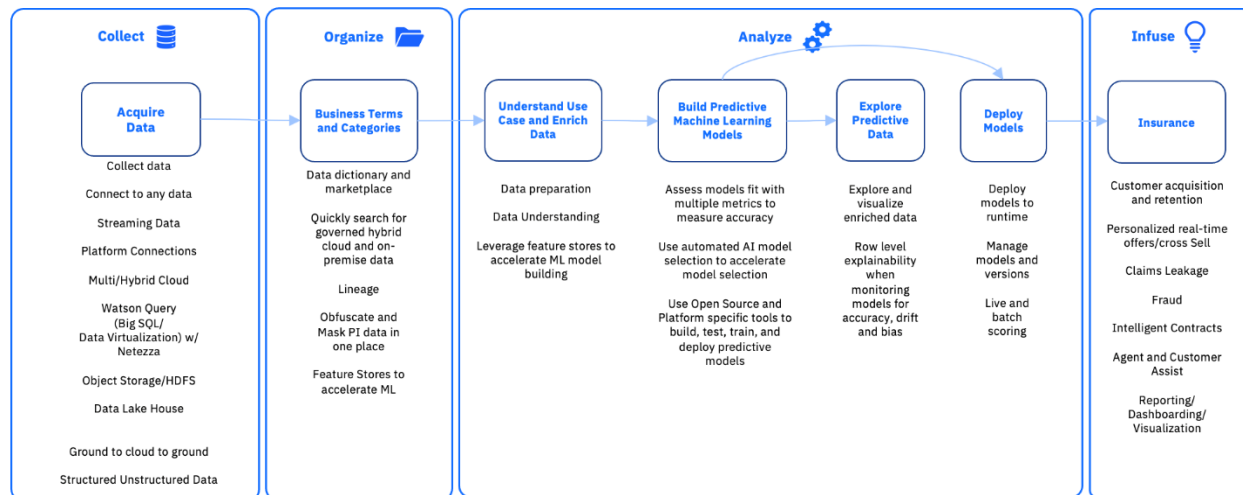 Collect
Acquire
Data
Collect data
Connect to any data
Streaming Data
Platform Connections
Multi/Hybrid Cloud
Watson Query
(Big SQL/
Data Virtualization) w/
Netezza
Object Storage/HDFS
Data Lake House
Ground to cloud to ground
Structured Unstructured Data
Organize
Business Terms
and Categories
Data dictionary and
marketplace
Quickly search for
governed hybrid
cloud and on-
premise data
Lineage
Obfuscate and
Mask PI data in
one place
Feature Stores to
accelerate ML
Analyze
Understand Use
Case and Enrich
Data
Data preparation
Data Understanding
Leverage feature stores to
accelerate ML model
building
Build Predictive
Machine Learning
Models
Assess models fit with
multiple metrics to
measure accuracy
Use automated AI model
selection to accelerate
model selection
Use Open Source and
Platform specific tools to
build, test, train, and
deploy predictive
models
Explore
Predictive
Data
Explore and
visualize
enriched data
Row level
explainability
when
monitoring
models for
accuracy, drift
and bias
Deploy
Models
Deploy
models to
runtime
Manage
models and
versions
Live and
batch
scoring
Infuse
Insurance
Customer acquisition
and retention
Personalized real-time
offers/cross Sell
Claims Leakage
Fraud
Intelligent Contracts
Agent and Customer
Assist
Reporting/
Dashboarding/
Visualization